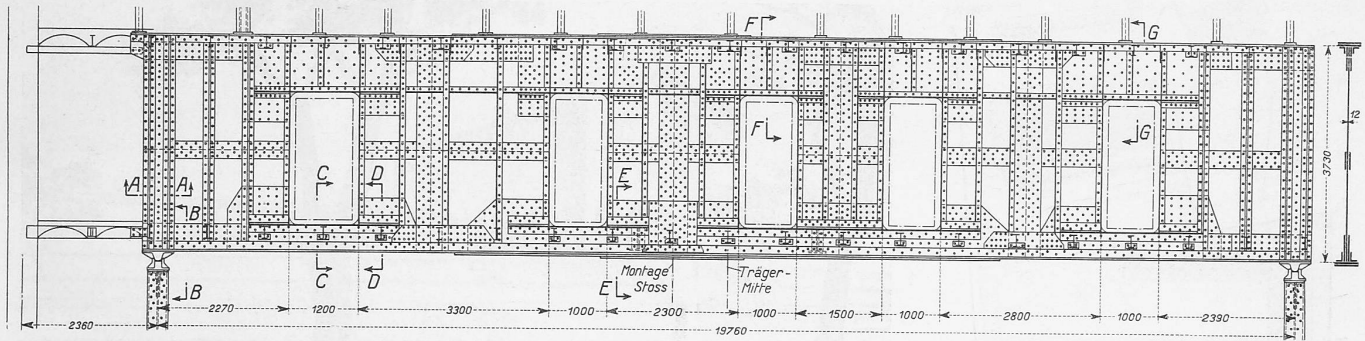 F
G
12
3730
F
G
A
A
B
C
D
E
C
D
B
E
Montage
Stoss
Träger-
Mitte
2270
1200
3300
1000
2300
1000
1500
1000
2800
1000
2390
2360
19760